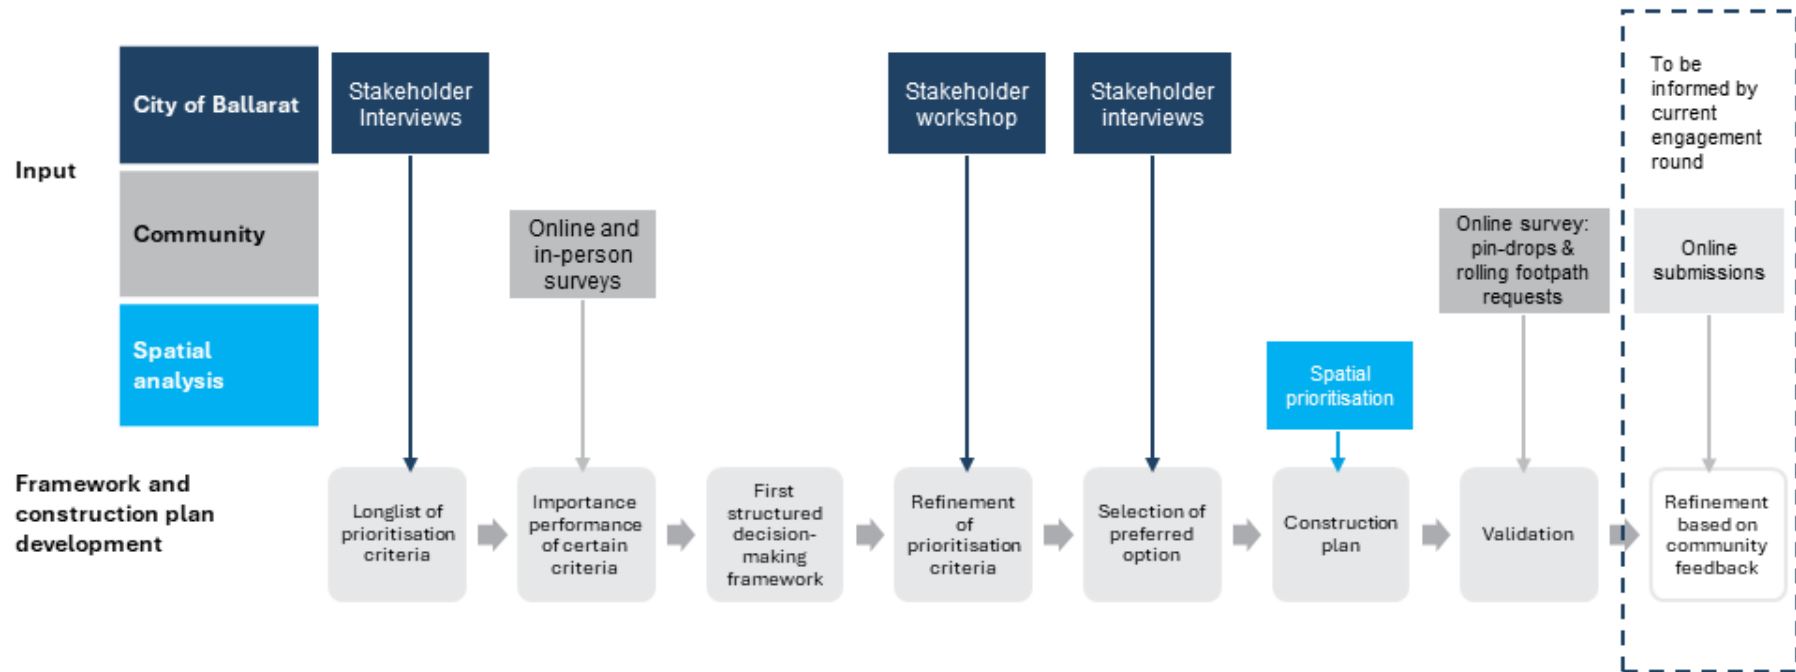 Input
City of Ballarat
Community
Spatial
analysis
Stakeholder
Interviews
Online and
in-person
surveys
Stakeholder
workshop
Stakeholder
interviews
Spatial
prioritisation
Online survey:
pin-drops &
rolling footpath
requests
To be
informed by
current
engagement
round
Online
submissions
Framework and
construction plan
development
Longlist of
prioritisation
criteria
Importance
performance
of certain
criteria
First
structured
decision-
making
framework
Refinement
of
prioritisation
criteria
Selection of
preferred
option
Construction
plan
Validation
Refinement
based on
community
feedback